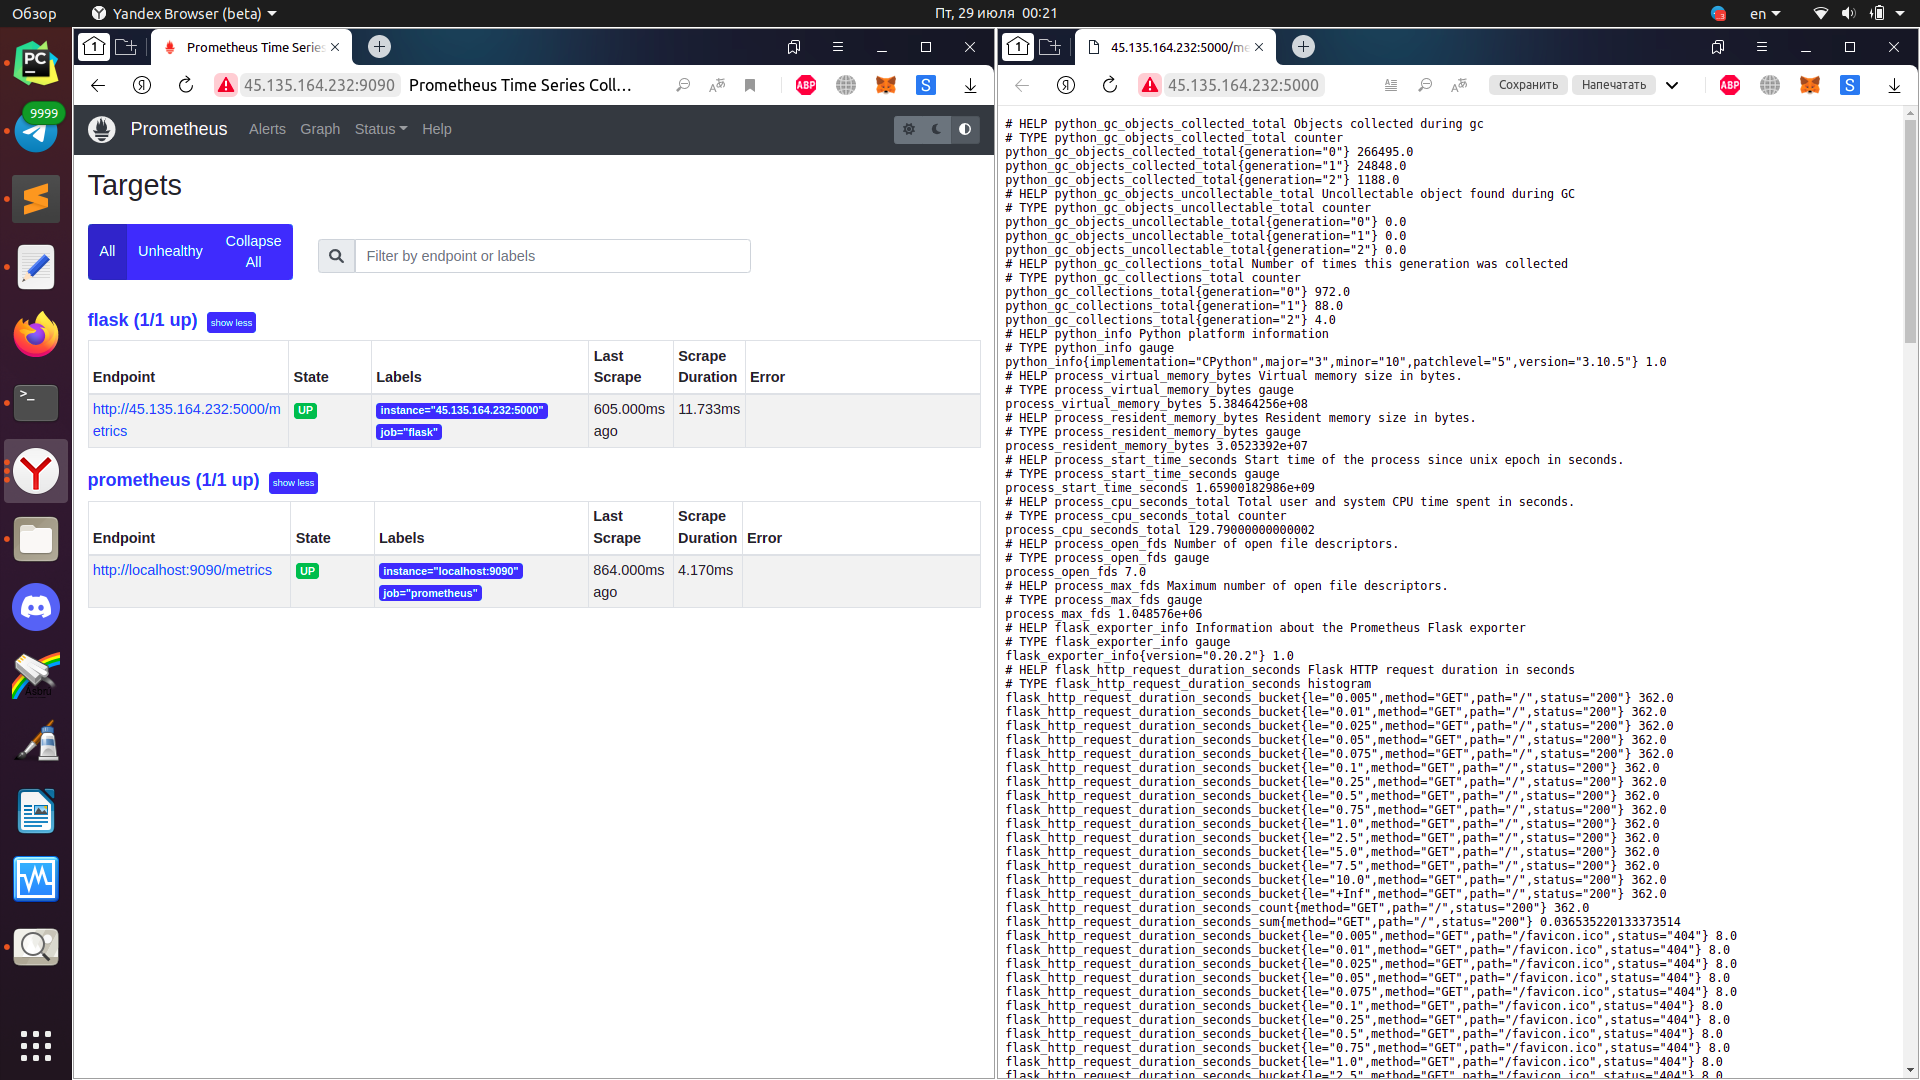 Обзор
Yandex Browser (beta)
Пт, 29 июля 00:21
en
1
Prometheus Time Series
45.135.164.232:9090
Prometheus Time Series Coll…
ABP
S
Prometheus
Alerts
Graph
Status
Help
Targets
All
Unhealthy
Collapse All
Filter by endpoint or labels
flask (1/1 up)
show less
Endpoint
State
Labels
Last Scrape
Scrape Duration
Error
http://45.135.164.232:5000/metrics
UP
instance="45.135.164.232:5000"
job="flask"
605.000ms ago
11.733ms
prometheus (1/1 up)
show less
Endpoint
State
Labels
Last Scrape
Scrape Duration
Error
http://localhost:9090/metrics
UP
instance="localhost:9090"
job="prometheus"
864.000ms ago
4.170ms
9999
PC
Asbru
1
45.135.164.232:5000/me
45.135.164.232:5000
Сохранить
Напечатать
ABP
S
# HELP python_gc_objects_collected_total Objects collected during gc
# TYPE python_gc_objects_collected_total counter
python_gc_objects_collected_total{generation="0"} 266495.0
python_gc_objects_collected_total{generation="1"} 24848.0
python_gc_objects_collected_total{generation="2"} 1188.0
# HELP python_gc_objects_uncollectable_total Uncollectable object found during GC
# TYPE python_gc_objects_uncollectable_total counter
python_gc_objects_uncollectable_total{generation="0"} 0.0
python_gc_objects_uncollectable_total{generation="1"} 0.0
python_gc_objects_uncollectable_total{generation="2"} 0.0
# HELP python_gc_collections_total Number of times this generation was collected
# TYPE python_gc_collections_total counter
python_gc_collections_total{generation="0"} 972.0
python_gc_collections_total{generation="1"} 88.0
python_gc_collections_total{generation="2"} 4.0
# HELP python_info Python platform information
# TYPE python_info gauge
python_info{implementation="CPython",major="3",minor="10",patchlevel="5",version="3.10.5"} 1.0
# HELP process_virtual_memory_bytes Virtual memory size in bytes.
# TYPE process_virtual_memory_bytes gauge
process_virtual_memory_bytes 5.38464256e+08
# HELP process_resident_memory_bytes Resident memory size in bytes.
# TYPE process_resident_memory_bytes gauge
process_resident_memory_bytes 3.0523392e+07
# HELP process_start_time_seconds Start time of the process since unix epoch in seconds.
# TYPE process_start_time_seconds gauge
process_start_time_seconds 1.65900182986e+09
# HELP process_cpu_seconds_total Total user and system CPU time spent in seconds.
# TYPE process_cpu_seconds_total counter
process_cpu_seconds_total 129.79000000000002
# HELP process_open_fds Number of open file descriptors.
# TYPE process_open_fds gauge
process_open_fds 7.0
# HELP process_max_fds Maximum number of open file descriptors.
# TYPE process_max_fds gauge
process_max_fds 1.048576e+06
# HELP flask_exporter_info Information about the Prometheus Flask exporter
# TYPE flask_exporter_info gauge
flask_exporter_info{version="0.20.2"} 1.0
# HELP flask_http_request_duration_seconds Flask HTTP request duration in seconds
# TYPE flask_http_request_duration_seconds histogram
flask_http_request_duration_seconds_bucket{le="0.005",method="GET",path="/",status="200"} 362.0
flask_http_request_duration_seconds_bucket{le="0.01",method="GET",path="/",status="200"} 362.0
flask_http_request_duration_seconds_bucket{le="0.025",method="GET",path="/",status="200"} 362.0
flask_http_request_duration_seconds_bucket{le="0.05",method="GET",path="/",status="200"} 362.0
flask_http_request_duration_seconds_bucket{le="0.075",method="GET",path="/",status="200"} 362.0
flask_http_request_duration_seconds_bucket{le="0.1",method="GET",path="/",status="200"} 362.0
flask_http_request_duration_seconds_bucket{le="0.25",method="GET",path="/",status="200"} 362.0
flask_http_request_duration_seconds_bucket{le="0.5",method="GET",path="/",status="200"} 362.0
flask_http_request_duration_seconds_bucket{le="0.75",method="GET",path="/",status="200"} 362.0
flask_http_request_duration_seconds_bucket{le="1.0",method="GET",path="/",status="200"} 362.0
flask_http_request_duration_seconds_bucket{le="2.5",method="GET",path="/",status="200"} 362.0
flask_http_request_duration_seconds_bucket{le="5.0",method="GET",path="/",status="200"} 362.0
flask_http_request_duration_seconds_bucket{le="7.5",method="GET",path="/",status="200"} 362.0
flask_http_request_duration_seconds_bucket{le="10.0",method="GET",path="/",status="200"} 362.0
flask_http_request_duration_seconds_bucket{le="+Inf",method="GET",path="/",status="200"} 362.0
flask_http_request_duration_seconds_count{method="GET",path="/",status="200"} 362.0
flask_http_request_duration_seconds_sum{method="GET",path="/",status="200"} 0.036535220133373514
flask_http_request_duration_seconds_bucket{le="0.005",method="GET",path="/favicon.ico",status="404"} 8.0
flask_http_request_duration_seconds_bucket{le="0.01",method="GET",path="/favicon.ico",status="404"} 8.0
flask_http_request_duration_seconds_bucket{le="0.025",method="GET",path="/favicon.ico",status="404"} 8.0
flask_http_request_duration_seconds_bucket{le="0.05",method="GET",path="/favicon.ico",status="404"} 8.0
flask_http_request_duration_seconds_bucket{le="0.075",method="GET",path="/favicon.ico",status="404"} 8.0
flask_http_request_duration_seconds_bucket{le="0.1",method="GET",path="/favicon.ico",status="404"} 8.0
flask_http_request_duration_seconds_bucket{le="0.25",method="GET",path="/favicon.ico",status="404"} 8.0
flask_http_request_duration_seconds_bucket{le="0.5",method="GET",path="/favicon.ico",status="404"} 8.0
flask_http_request_duration_seconds_bucket{le="0.75",method="GET",path="/favicon.ico",status="404"} 8.0
flask_http_request_duration_seconds_bucket{le="1.0",method="GET",path="/favicon.ico",status="404"} 8.0
flask_http_request_duration_seconds_bucket{le="2.5",method="GET",path="/favicon.ico",status="404"} 8.0